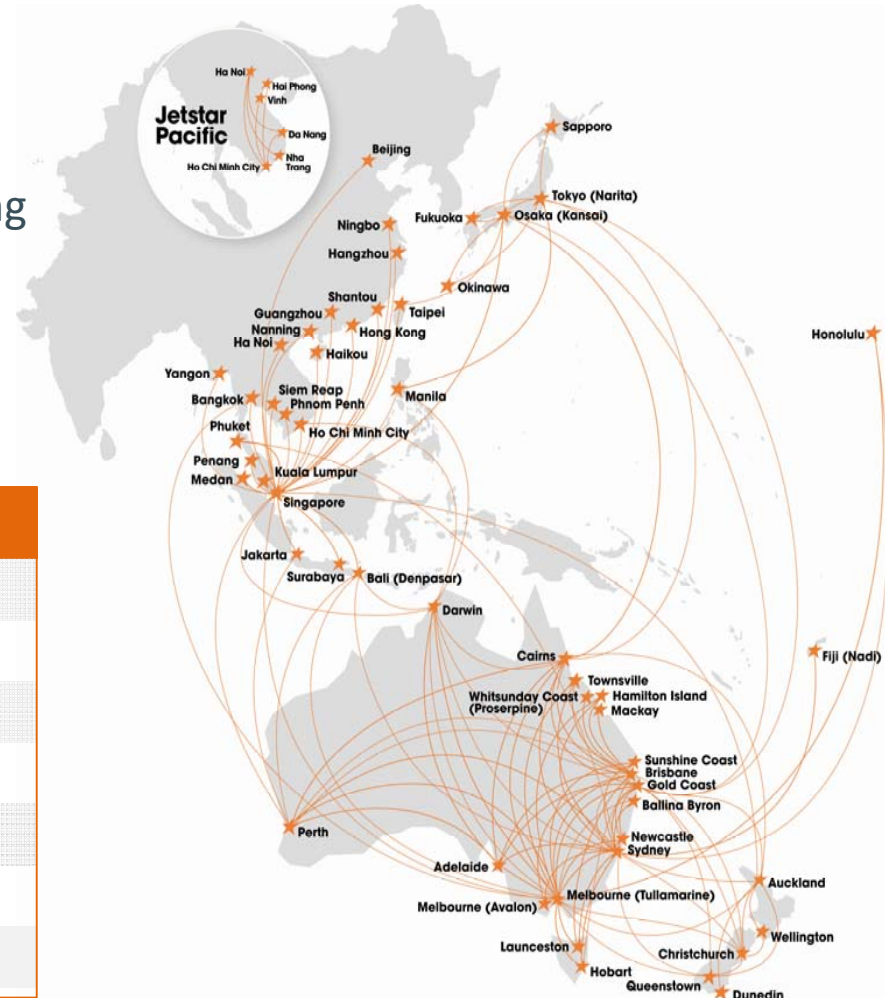 Ha Noi
Hai Phong
Vinh
Jetstar
Pacific
Da Nang
Nha
Trang
Ho Chi Minh City
Sapporo
Beijing
Tokyo (Narita)
Fukuoka
Osaka (Kansai)
Ningbo
Hangzhou
Okinawa
Shantou
Guangzhou
Taipei
Nanning
Hong Kong
Honolulu
Ha Noi
Haikou
Yangon
Siem Reap
Bangkok
Manila
Phnom Penh
Phuket
Ho Chi Minh City
Penang
Kuala Lumpur
Medan
Singapore
Jakarta
Surabaya
Bali (Denpasar)
Darwin
Cairns
Fiji (Nadi)
Townsville
Whitsunday Coast
(Proserpine)
Hamilton Island
Mackay
Sunshine Coast
Brisbane
Gold Coast
Ballina Byron
Perth
Newcastle
Sydney
Adelaide
Auckland
Melbourne (Tullamarine)
Melbourne (Avalon)
Wellington
Launceston
Christchurch
Hobart
Queenstown
Dunedin